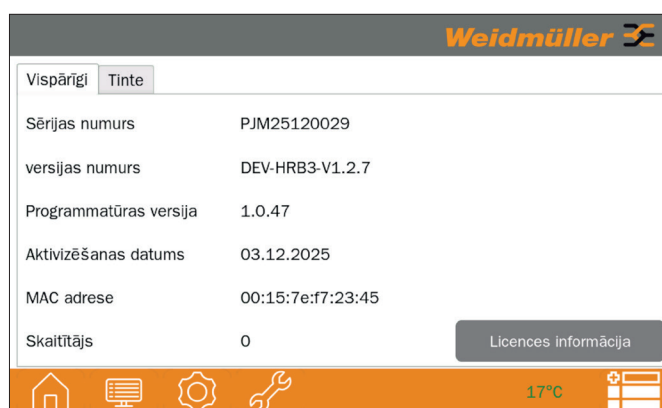 Weidmüller
Vispārīgi Tinte
Sērijas numurs PJM25120029
versijas numurs DEV-HRB3-V1.2.7
Programmatūras versija 1.0.47
Aktivizēšanas datums 03.12.2025
MAC adrese 00:15:7e:f7:23:45
Skaitītājs 0 Licences informācija
17°C